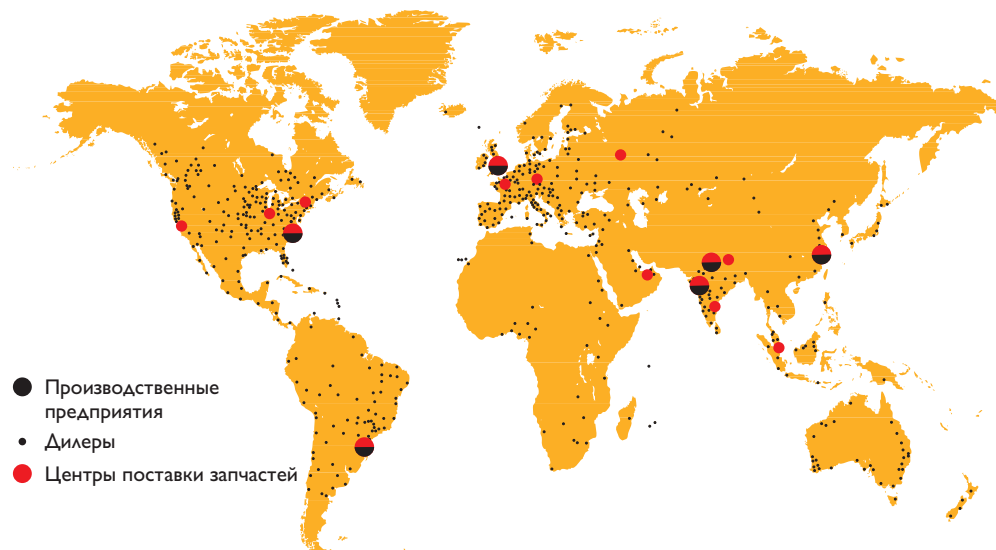 Производственные
предприятия
Дилеры
Центры поставки запчастей